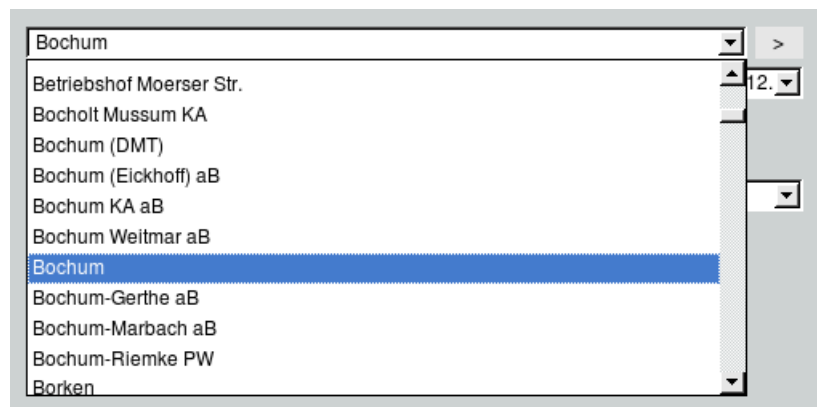 Bochum
>
Betriebshof Moerser Str.
12.
Bocholt Mussum KA
Bochum (DMT)
Bochum (Eickhoff) aB
Bochum KA aB
Bochum Weitmar aB
Bochum
Bochum-Gerthe aB
Bochum-Marbach aB
Bochum-Riemke PW
Borken